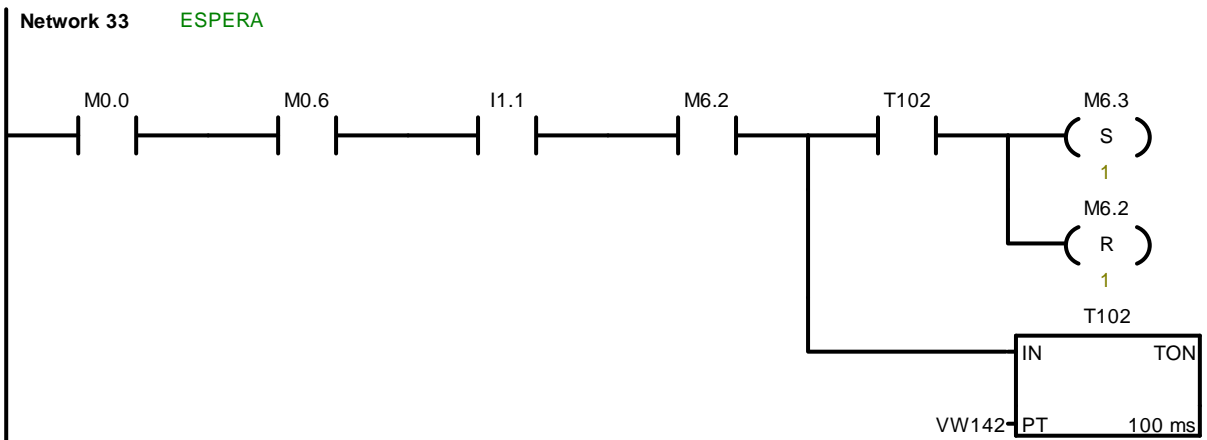 Network 33 ESPERA
M0.0 M0.6 I1.1 M6.2 T102 M6.3
S
1
M6.2
R
1
T102
IN TON
VW142 PT 100 ms